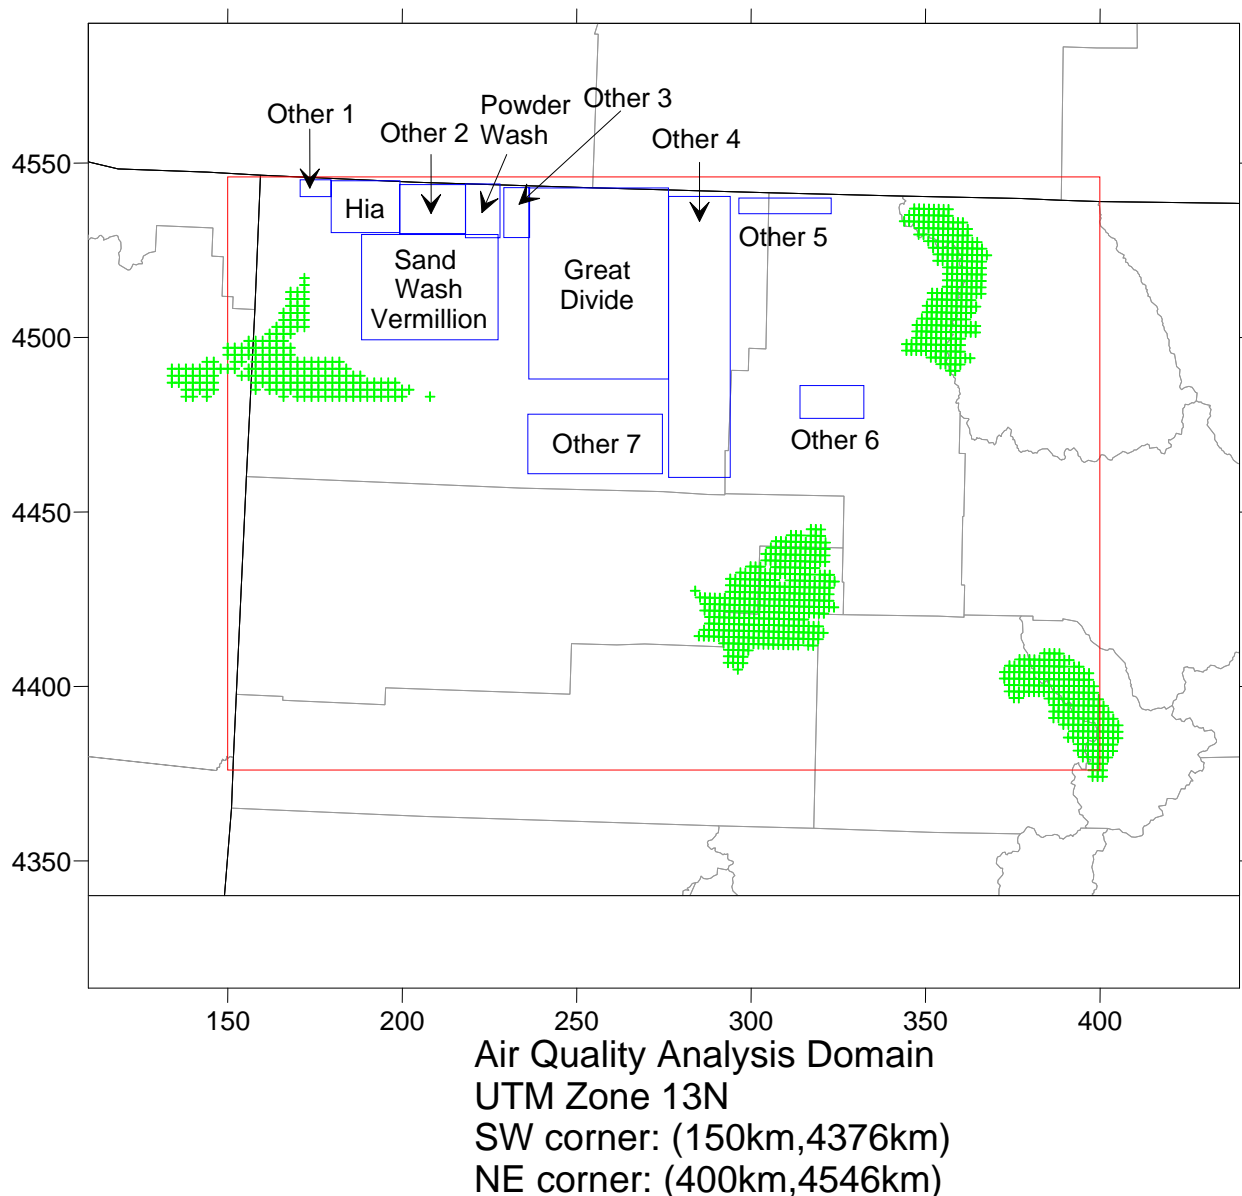 Powder
Other 3
Other 1
Other 2
Wash
Other 4
4550
Hia
Other 5
Sand
Wash
Vermillion
Great
Divide
4500
Other 7
Other 6
4450
4400
4350
150
200
250
300
350
400
Air Quality Analysis Domain
UTM Zone 13N
SW corner: (150km,4376km)
NE corner: (400km,4546km)